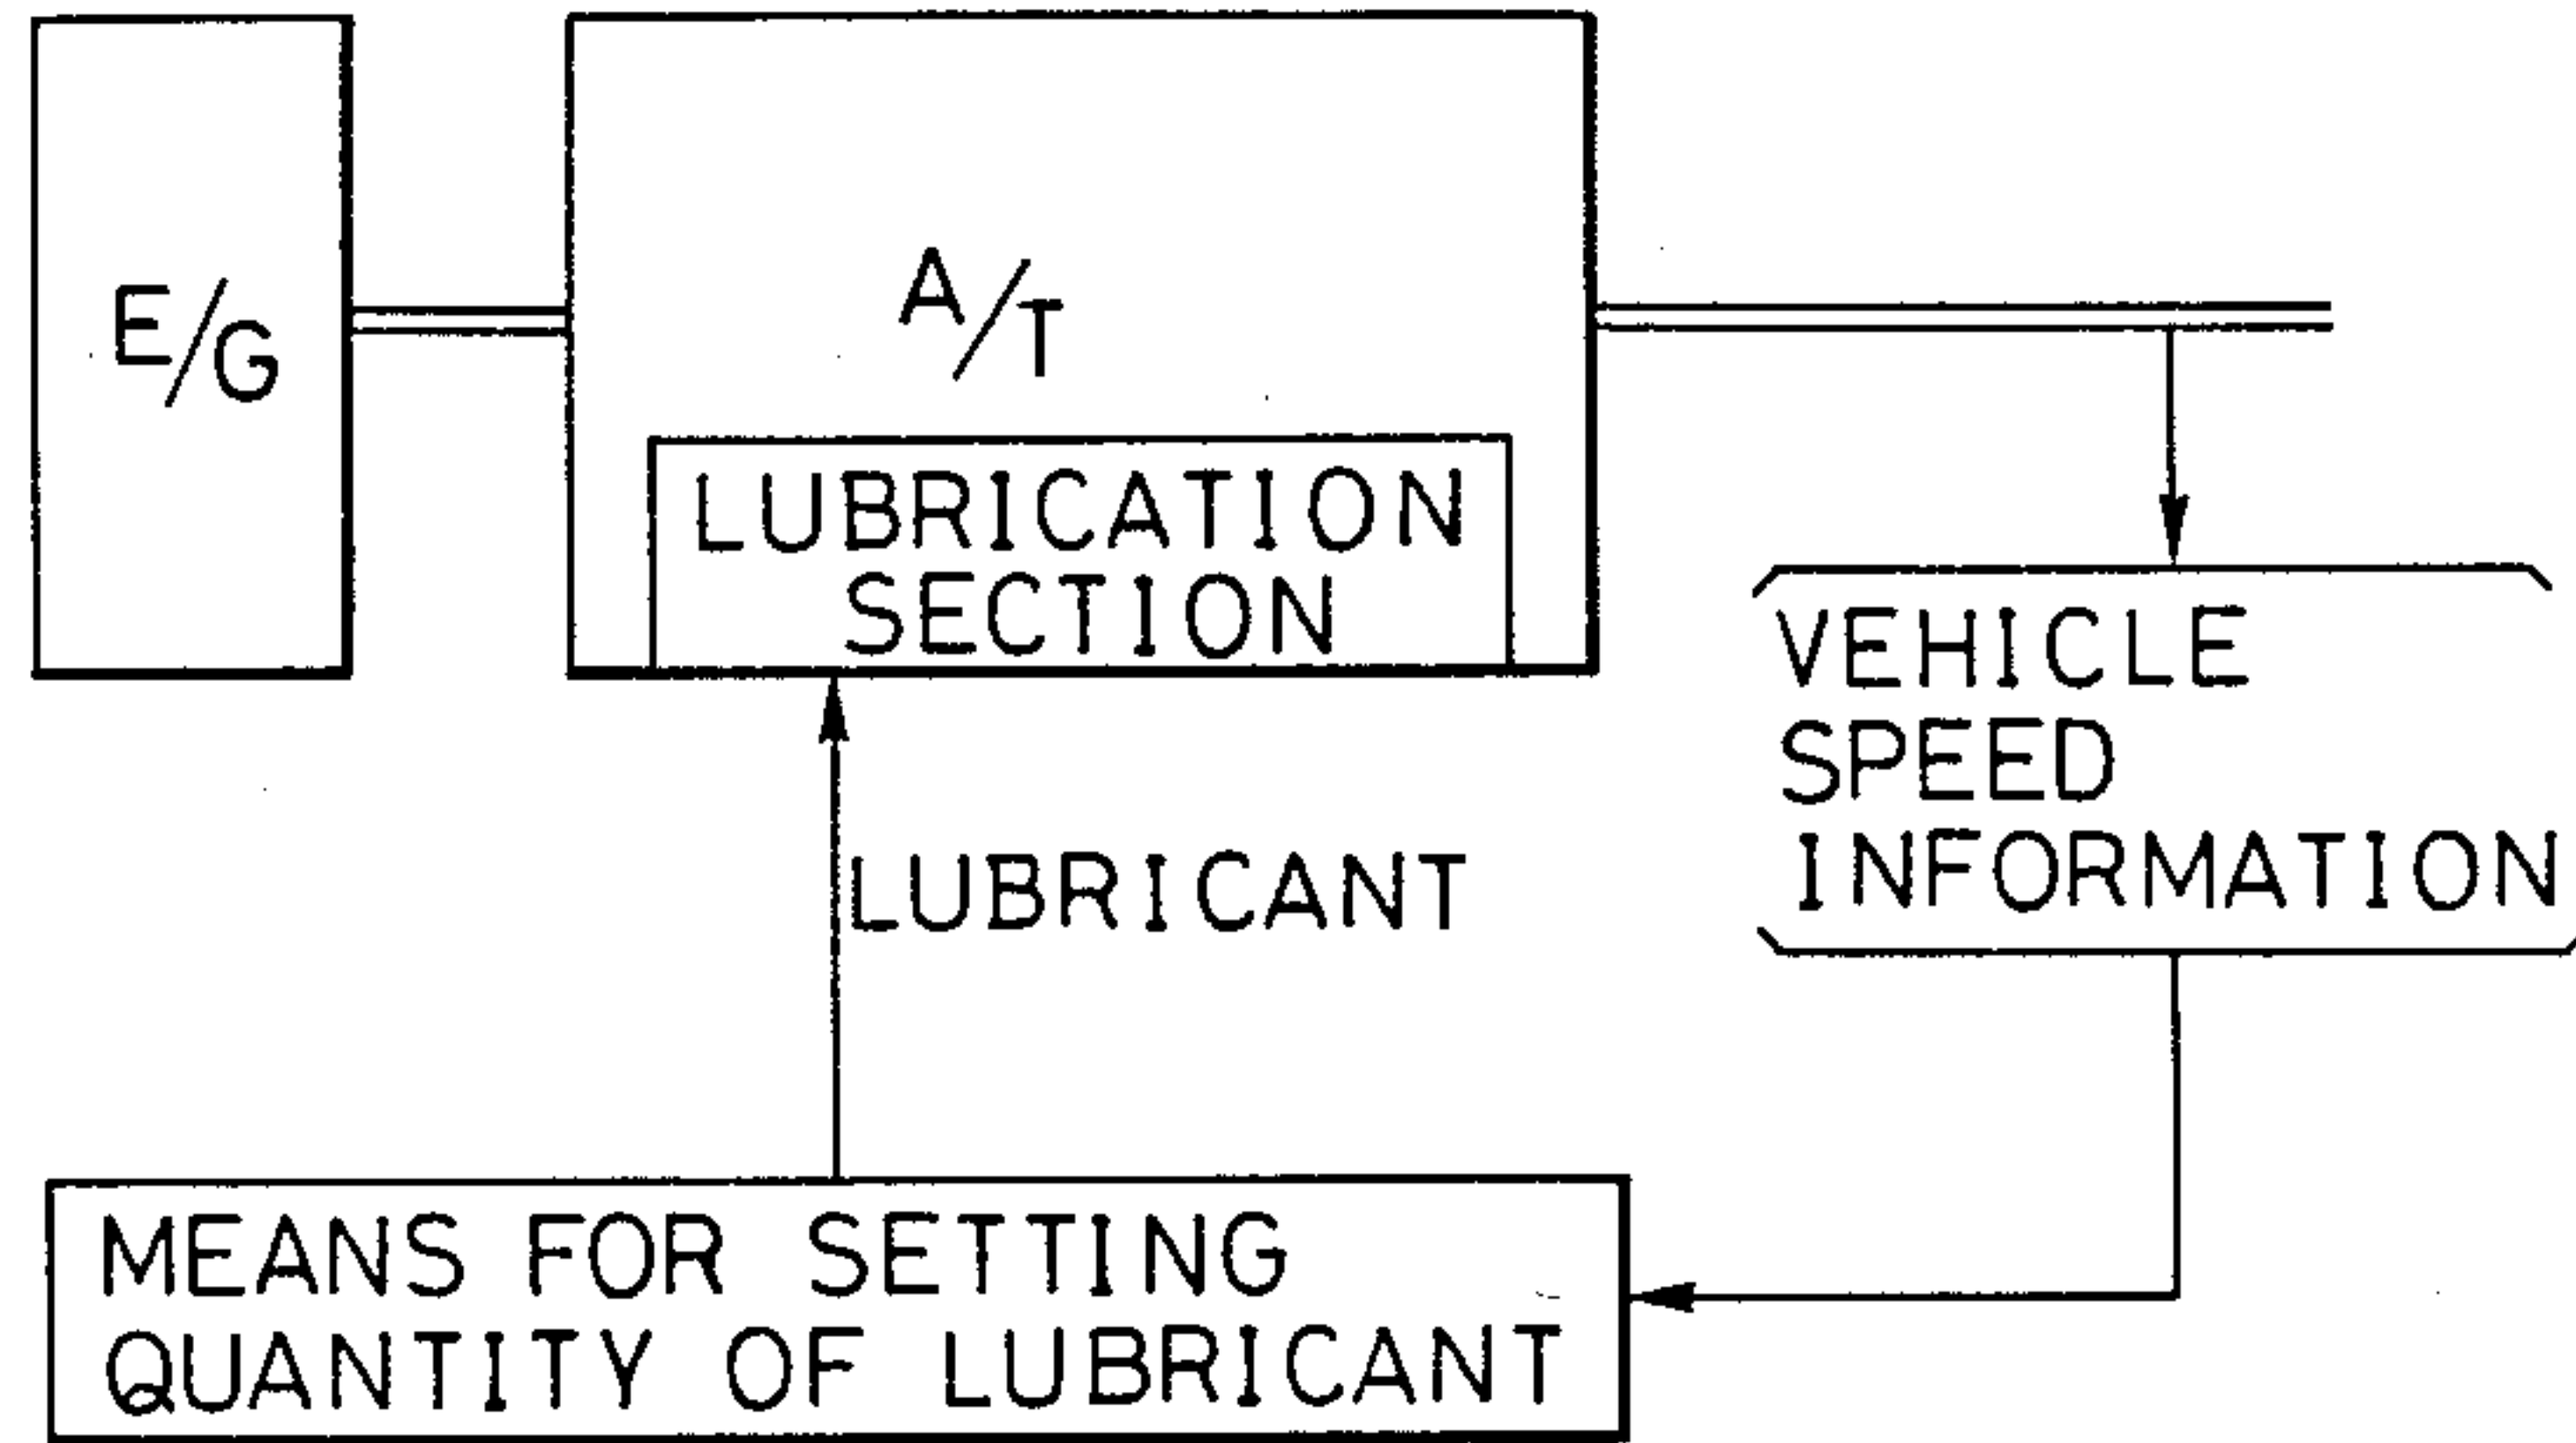 E/G
A/T
LUBRICATION
SECTION
VEHICLE
SPEED
INFORMATION
LUBRICANT
MEANS FOR SETTING
QUANTITY OF LUBRICANT